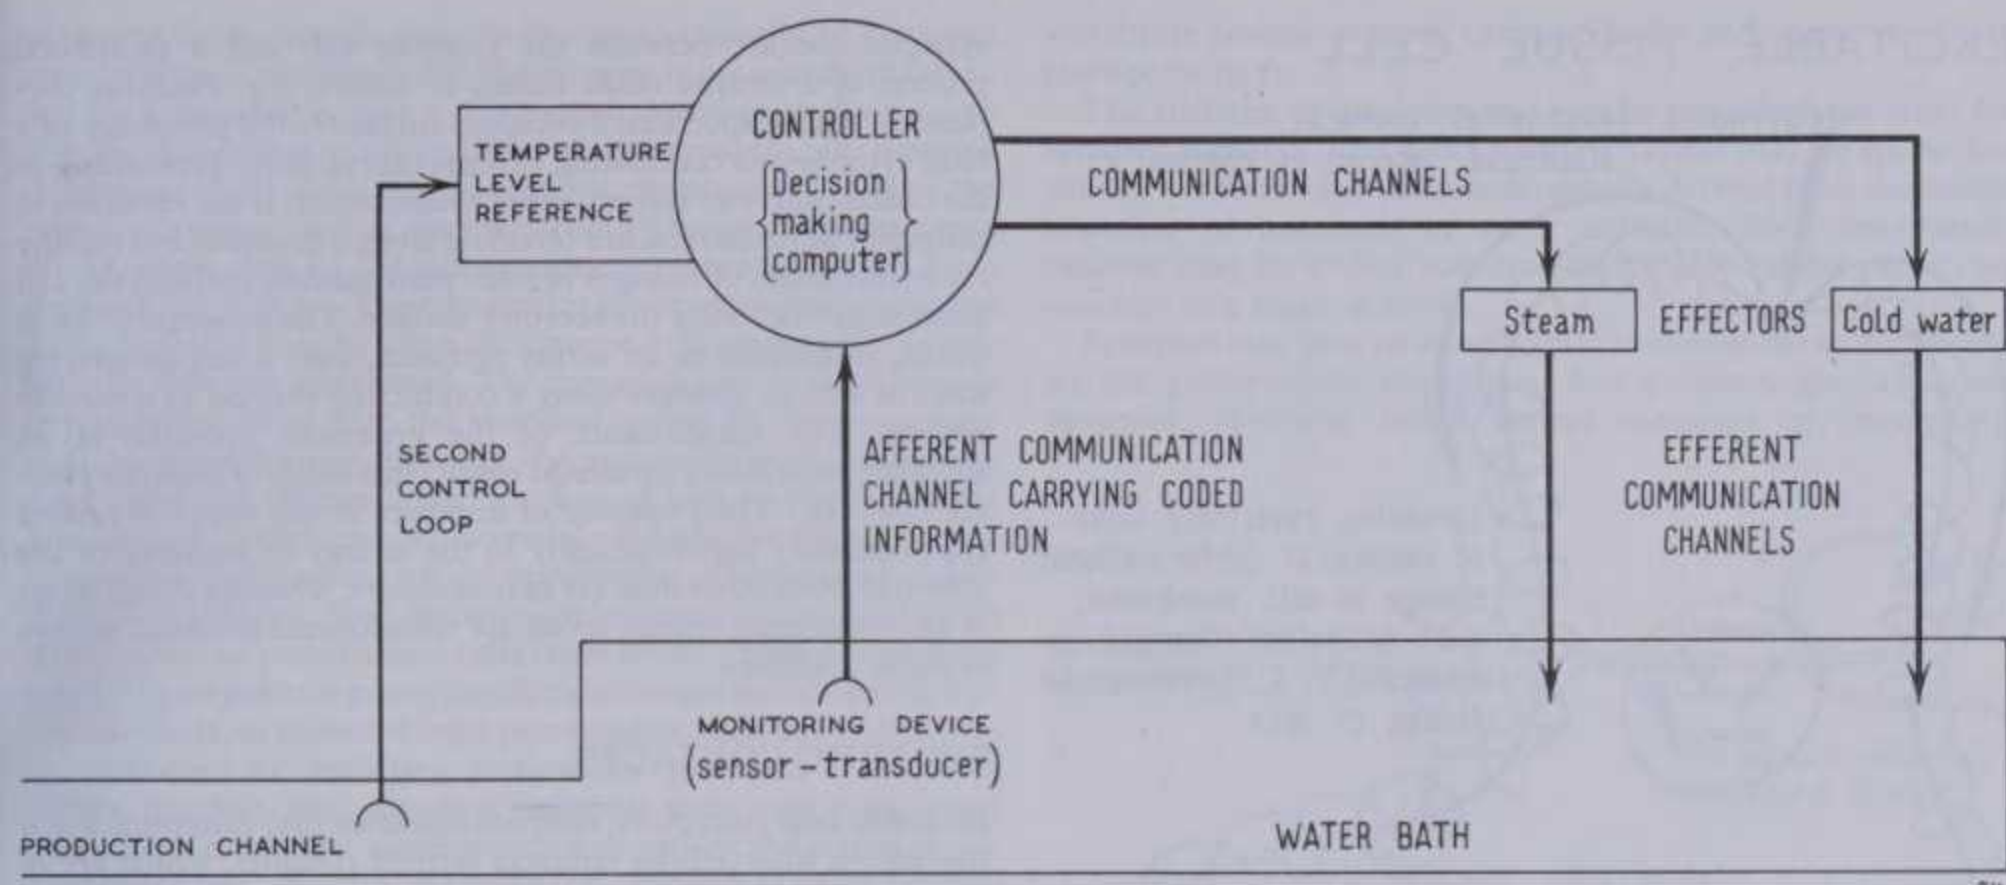 CONTROLLER
Decision
making
computer
TEMPERATURE
LEVEL
REFERENCE
COMMUNICATION CHANNELS
Steam
EFFECTORS
Cold water
SECOND
CONTROL
LOOP
AFFERENT COMMUNICATION
CHANNEL CARRYING CODED
INFORMATION
EFFERENT
COMMUNICATION
CHANNELS
MONITORING DEVICE
(sensor - transducer)
PRODUCTION CHANNEL
WATER BATH